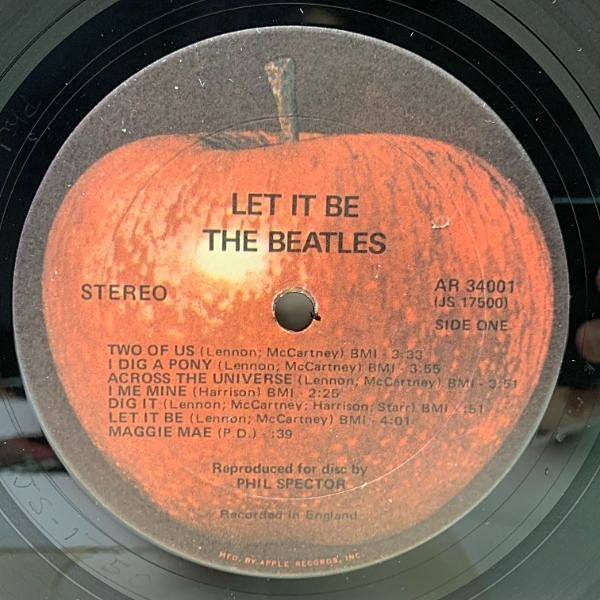 LET IT BE
THE BEATLES
STEREO
AR 34001
(JS 17500)
SIDE ONE
TWO OF US (Lennon; McCartney) BMI - 3:33
I DIG A PONY (Lennon; McCartney) BMI - 3:55
ACROSS THE UNIVERSE (Lennon; McCartney) BMI - 3:51
I ME MINE (Harrison) BMI - 2:25
DIG IT (Lennon; McCartney; Harrison; Starr) BMI - :51
LET IT BE (Lennon; McCartney) BMI - 4:01
MAGGIE MAE (P.D.) - :39
Reproduced for disc by
PHIL SPECTOR
Recorded in England
MFD. BY APPLE RECORDS, INC.